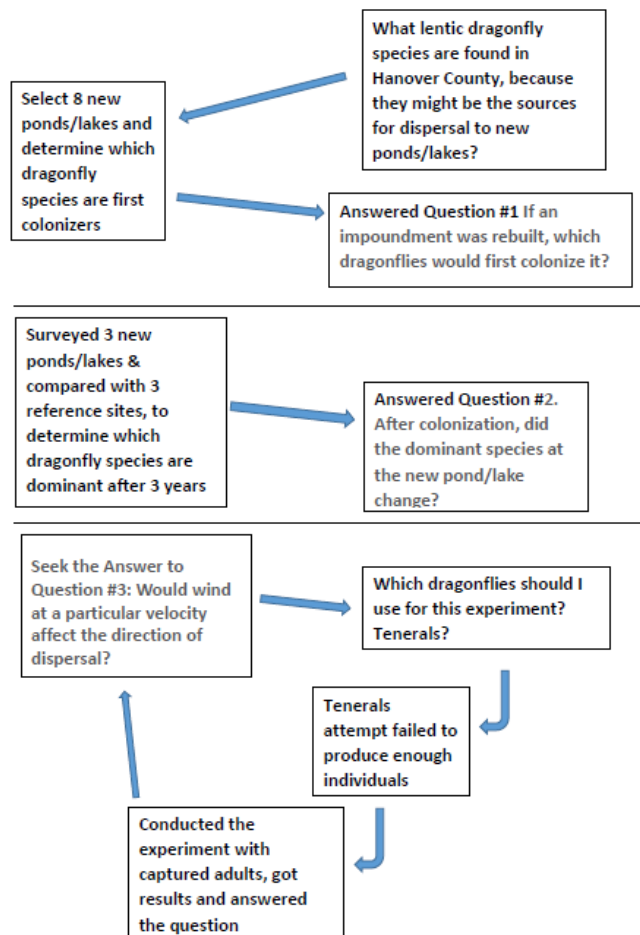 What lentic dragonfly
species are found in
Hanover County, because
they might be the sources
for dispersal to new
ponds/lakes?
Select 8 new
ponds/lakes and
determine which
dragonfly
species are first
colonizers
Answered Question #1 If an
impoundment was rebuilt, which
dragonflies would first colonize it?
Surveyed 3 new
ponds/lakes &
compared with 3
reference sites, to
determine which
dragonfly species are
dominant after 3 years
Answered Question #2.
After colonization, did
the dominant species at
the new pond/lake
change?
Seek the Answer to
Question #3: Would wind
at a particular velocity
affect the direction of
dispersal?
Which dragonflies should I
use for this experiment?
Tenerals?
Tenerals
attempt failed to
produce enough
individuals
Conducted the
experiment with
captured adults, got
results and answered
the question